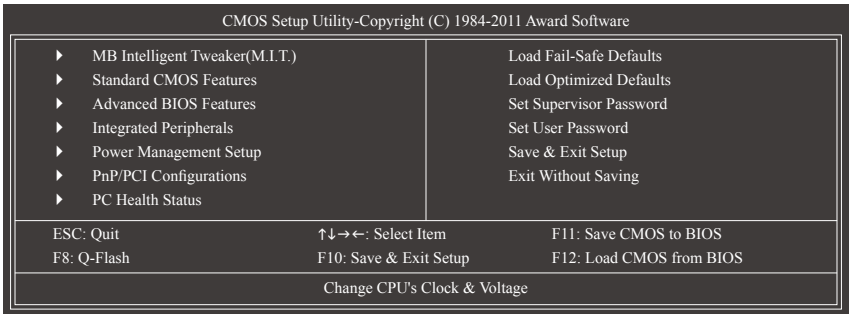 CMOS Setup Utility-Copyright (C) 1984-2011 Award Software
MB Intelligent Tweaker(M.I.T.)
Standard CMOS Features
Advanced BIOS Features
Integrated Peripherals
Power Management Setup
PnP/PCI Configurations
PC Health Status
Load Fail-Safe Defaults
Load Optimized Defaults
Set Supervisor Password
Set User Password
Save & Exit Setup
Exit Without Saving
ESC: Quit ↑↓→←: Select Item F11: Save CMOS to BIOS
F8: Q-Flash F10: Save & Exit Setup F12: Load CMOS from BIOS
Change CPU's Clock & Voltage